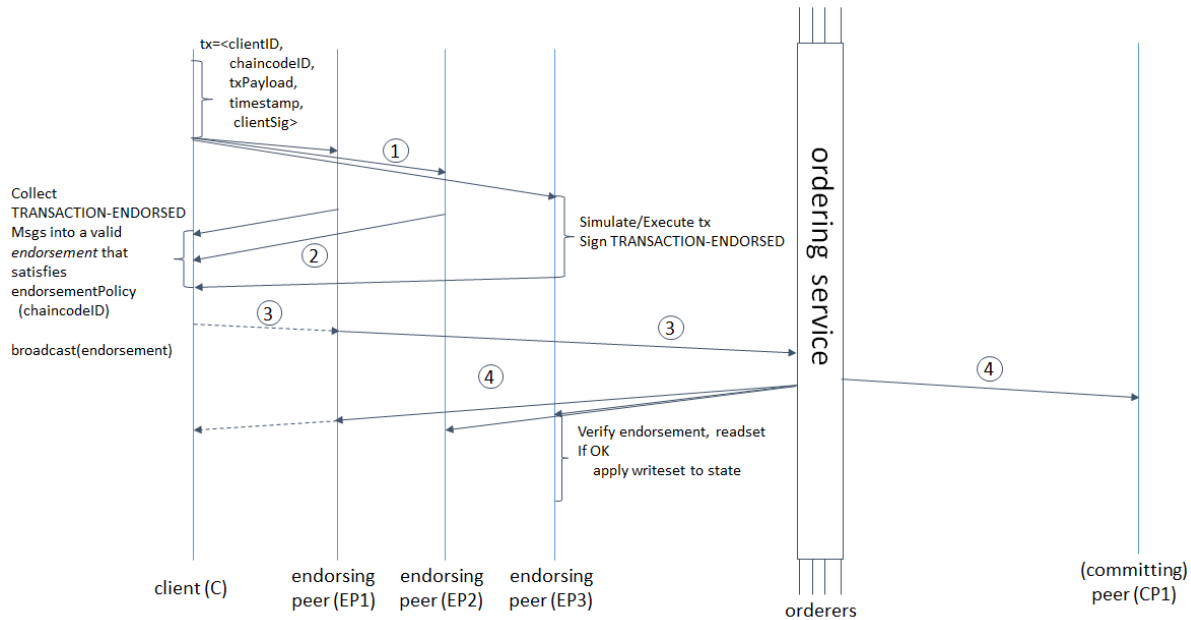 tx=<clientID,
chaincodeID,
txPayload,
timestamp,
clientSig>
1
Collect
TRANSACTION-ENDORSED
Msgs into a valid
endorsement that
satisfies
endorsementPolicy
(chaincodeID)
Simulate/Execute tx
Sign TRANSACTION-ENDORSED
2
3
3
broadcast(endorsement)
4
4
Verify endorsement, readset
If OK
apply writeset to state
ordering service
client (C)
endorsing
peer (EP1)
endorsing
peer (EP2)
endorsing
peer (EP3)
orderers
(committing)
peer (CP1)